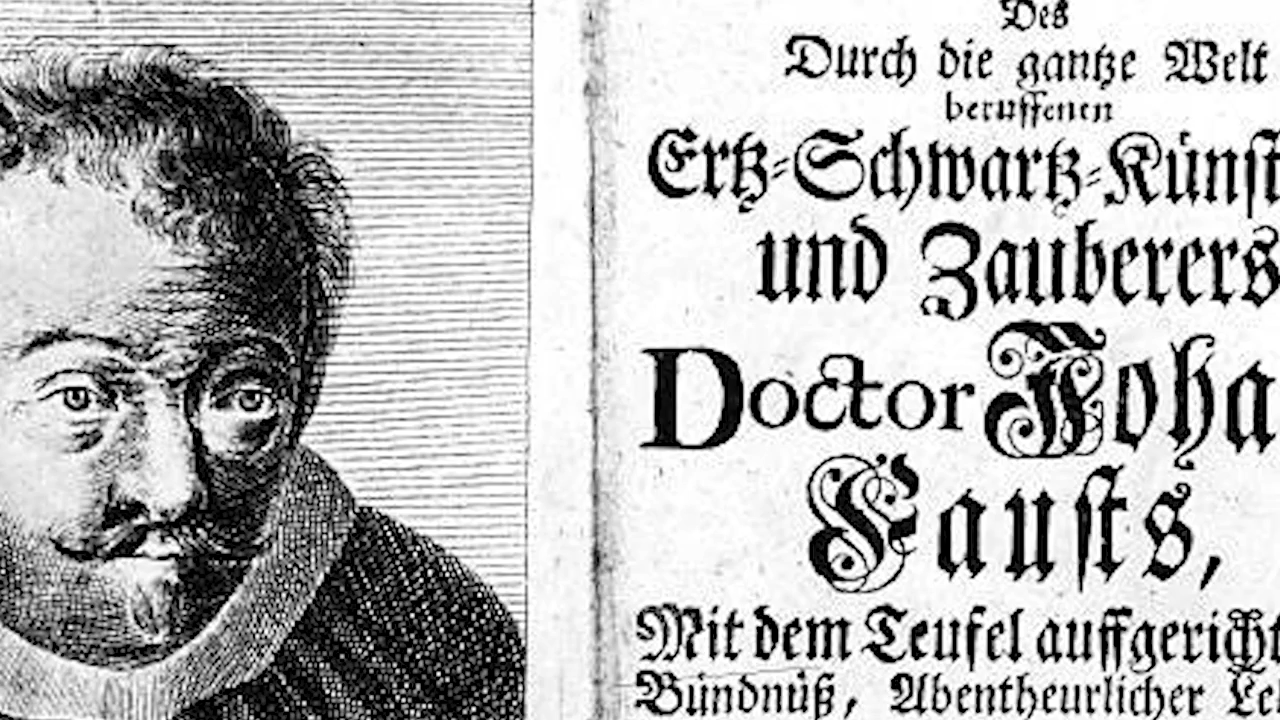 Des
Durch die gantze Welt
beruffenen
Ertz-Schwartz-Künst
und Zauberers
Doctor Joha
Fausts,
Mit dem Teufel auffgericht
Bündnüß, Abentheurlicher Le